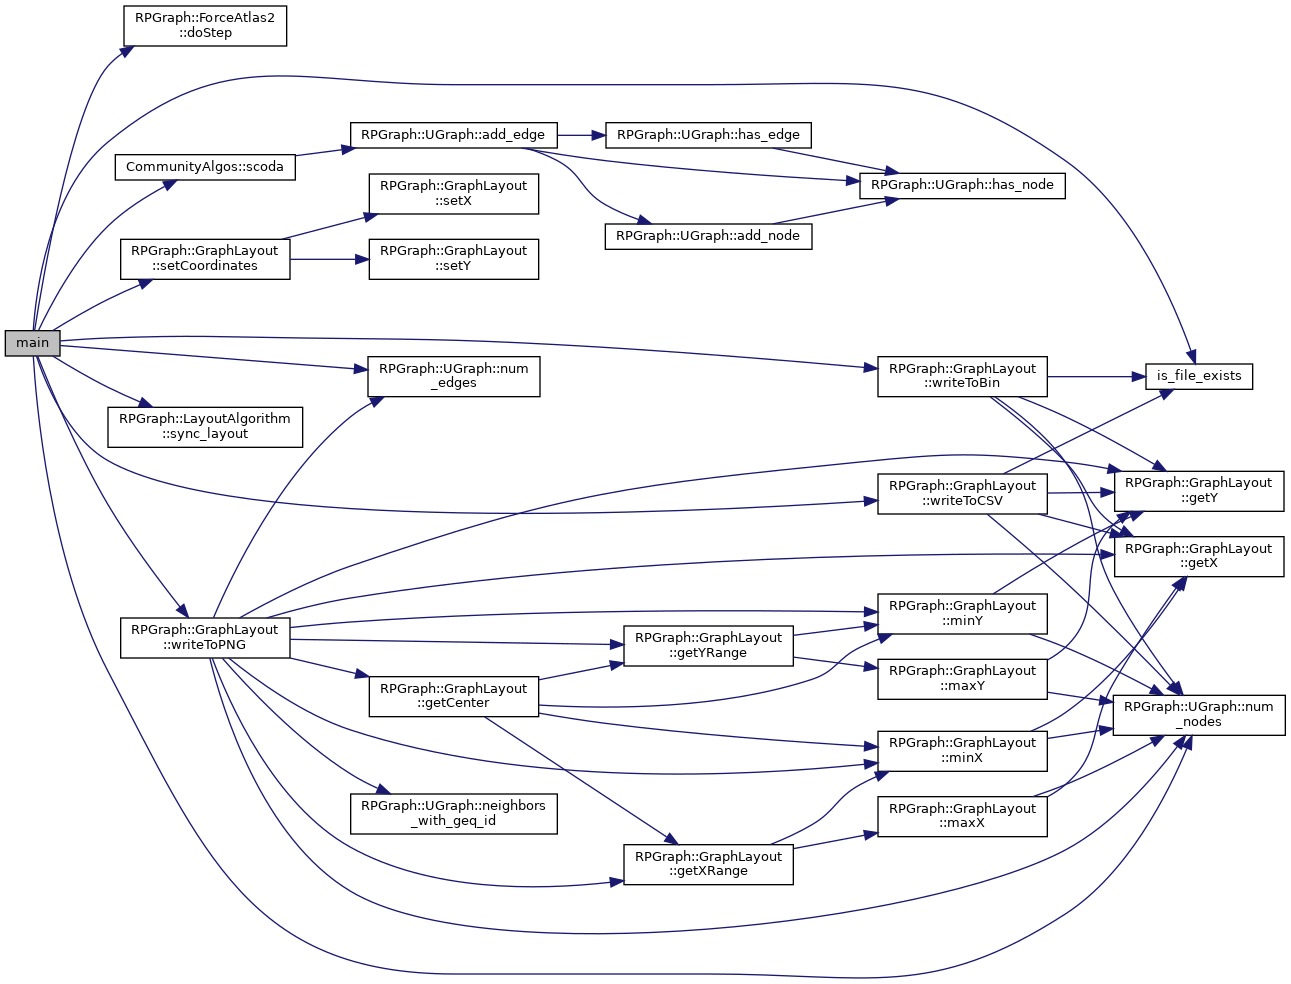 RPGraph::ForceAtlas2
::doStep
RPGraph::UGraph::add_edge
RPGraph::UGraph::has_edge
CommunityAlgos::scoda
RPGraph::UGraph::has_node
RPGraph::GraphLayout
::setX
RPGraph::UGraph::add_node
RPGraph::GraphLayout
::setCoordinates
RPGraph::GraphLayout
::setY
main
RPGraph::UGraph::num
_edges
RPGraph::GraphLayout
::writeToBin
is_file_exists
RPGraph::LayoutAlgorithm
::sync_layout
RPGraph::GraphLayout
::writeToCSV
RPGraph::GraphLayout
::getY
RPGraph::GraphLayout
::getX
RPGraph::GraphLayout
::minY
RPGraph::GraphLayout
::writeToPNG
RPGraph::GraphLayout
::getYRange
RPGraph::GraphLayout
::maxY
RPGraph::GraphLayout
::getCenter
RPGraph::UGraph::num
_nodes
RPGraph::GraphLayout
::minX
RPGraph::UGraph::neighbors
_with_geq_id
RPGraph::GraphLayout
::maxX
RPGraph::GraphLayout
::getXRange